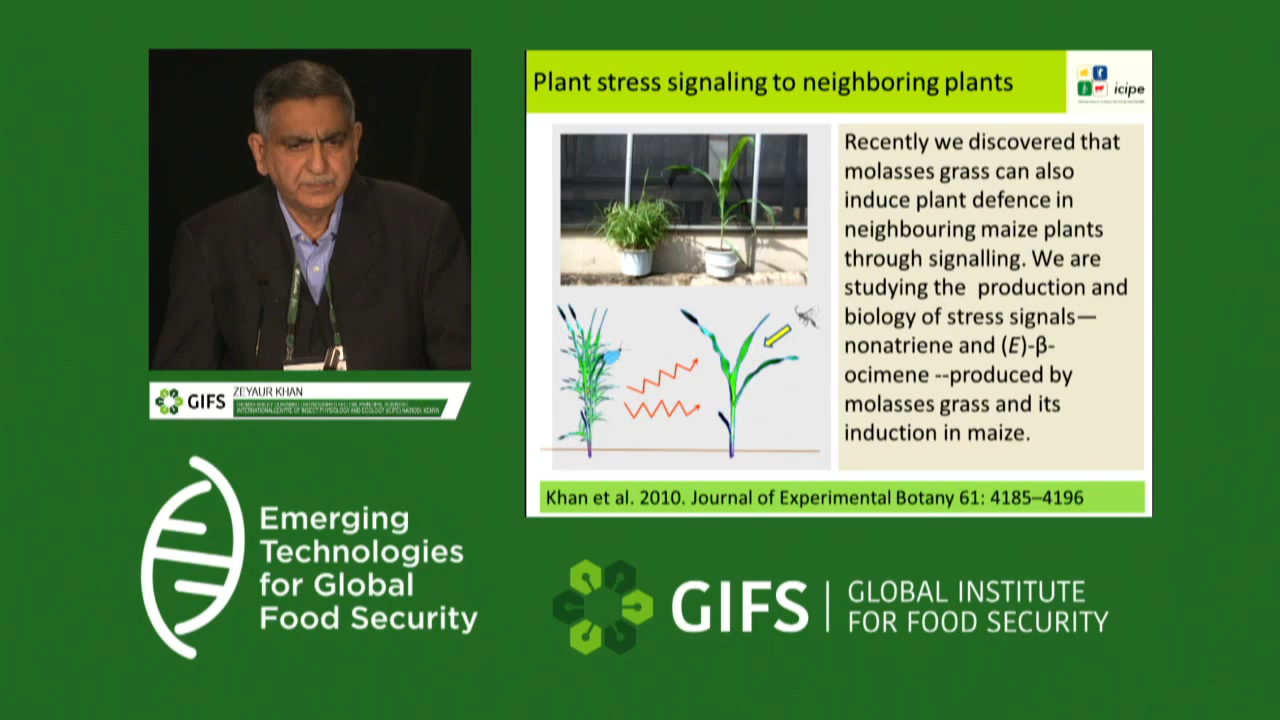 Plant stress signaling to neighboring plants
icipe
Recently we discovered that
molasses grass can also
induce plant defence in
neighbouring maize plants
through signalling. We are
studying the production and
biology of stress signals—
nonatriene and (E)-β-
ocimene --produced by
molasses grass and its
induction in maize.
Khan et al. 2010. Journal of Experimental Botany 61: 4185–4196
GIFS
ZEYAUR KHAN
INTERNATIONAL CENTRE OF INSECT PHYSIOLOGY AND ECOLOGY (ICIPE) NAIROBI, KENYA
Emerging
Technologies
for Global
Food Security
GIFS
GLOBAL INSTITUTE
FOR FOOD SECURITY